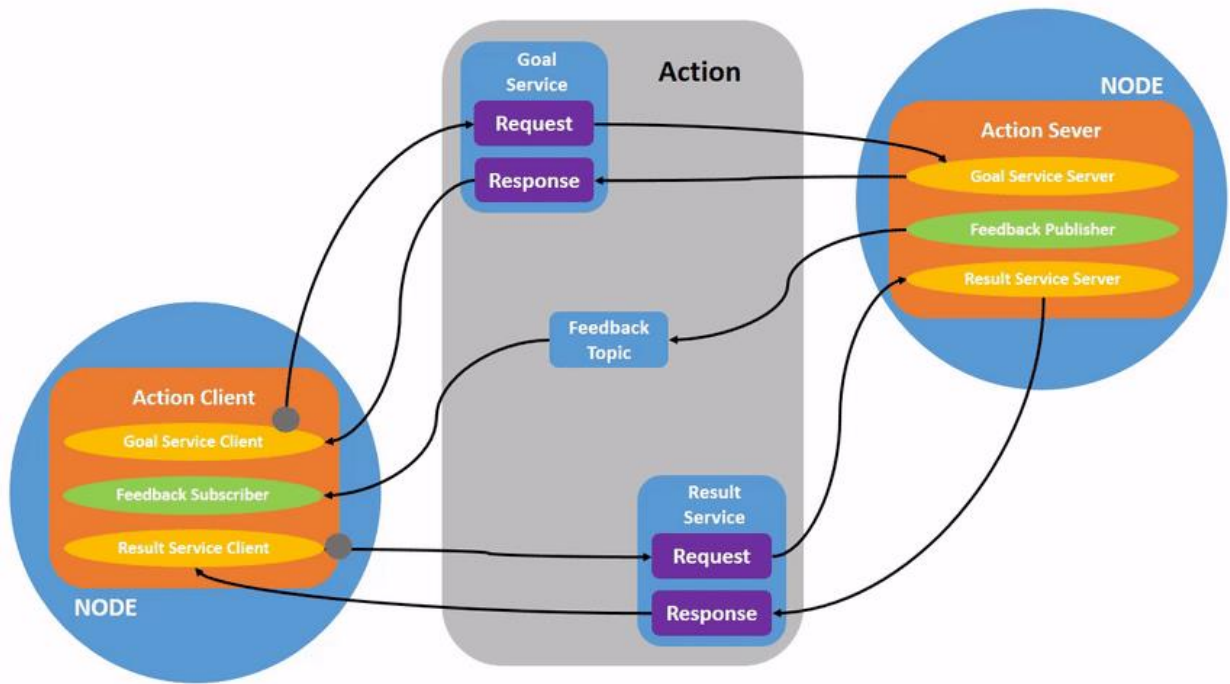 Goal
Service
Request
Response
Action
NODE
Action Sever
Goal Service Server
Feedback Publisher
Result Service Server
Feedback
Topic
Action Client
Goal Service Client
Feedback Subscriber
Result Service Client
NODE
Result
Service
Request
Response